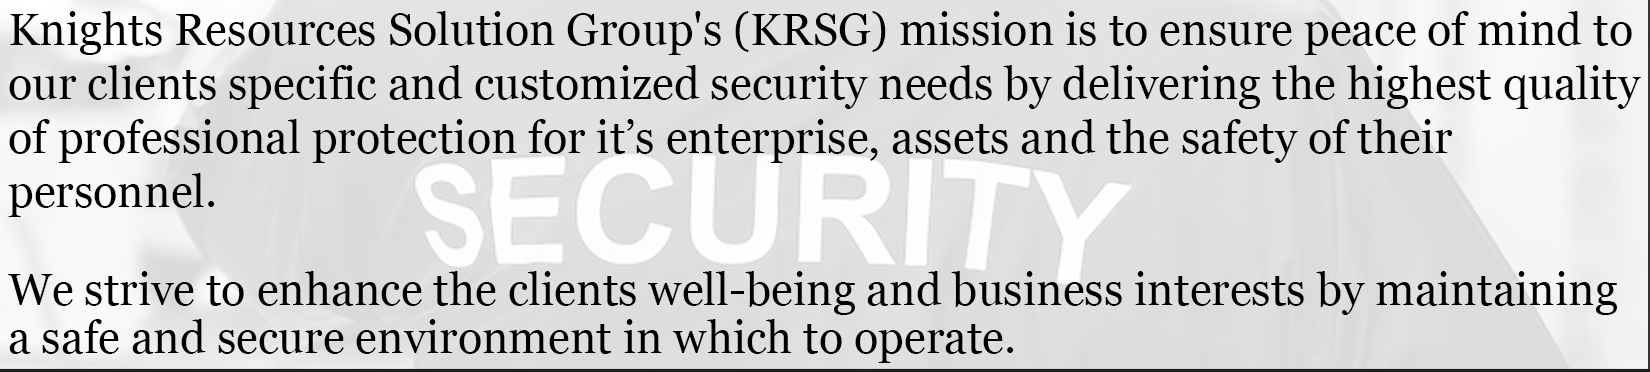 Knights Resources Solution Group's (KRSG) mission is to ensure peace of mind to
our clients specific and customized security needs by delivering the highest quality
of professional protection for it’s enterprise, assets and the safety of their
personnel.
SECURITY
We strive to enhance the clients well-being and business interests by maintaining
a safe and secure environment in which to operate.